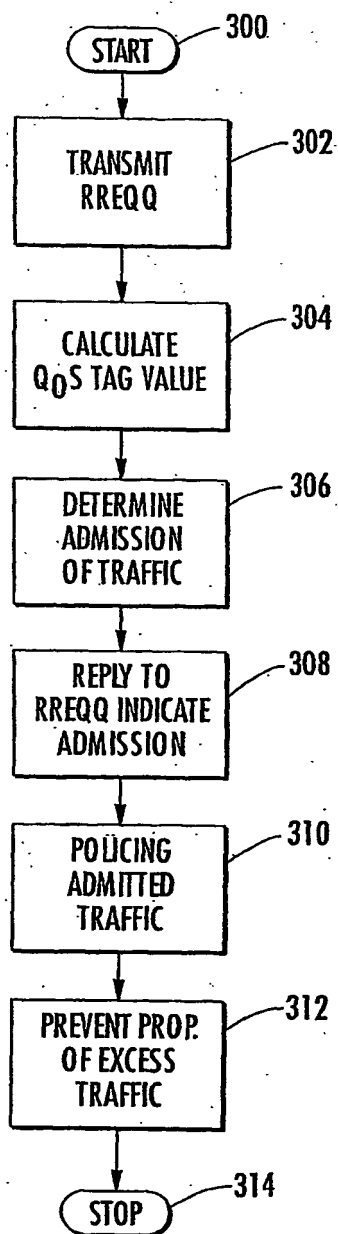 START
300
TRANSMIT
RREQQ
302
CALCULATE
QOS TAG VALUE
304
DETERMINE
ADMISSION
OF TRAFFIC
306
REPLY TO
RREQQ INDICATE
ADMISSION
308
POLICING
ADMITTED
TRAFFIC
310
PREVENT PROP.
OF EXCESS
TRAFFIC
312
STOP
314